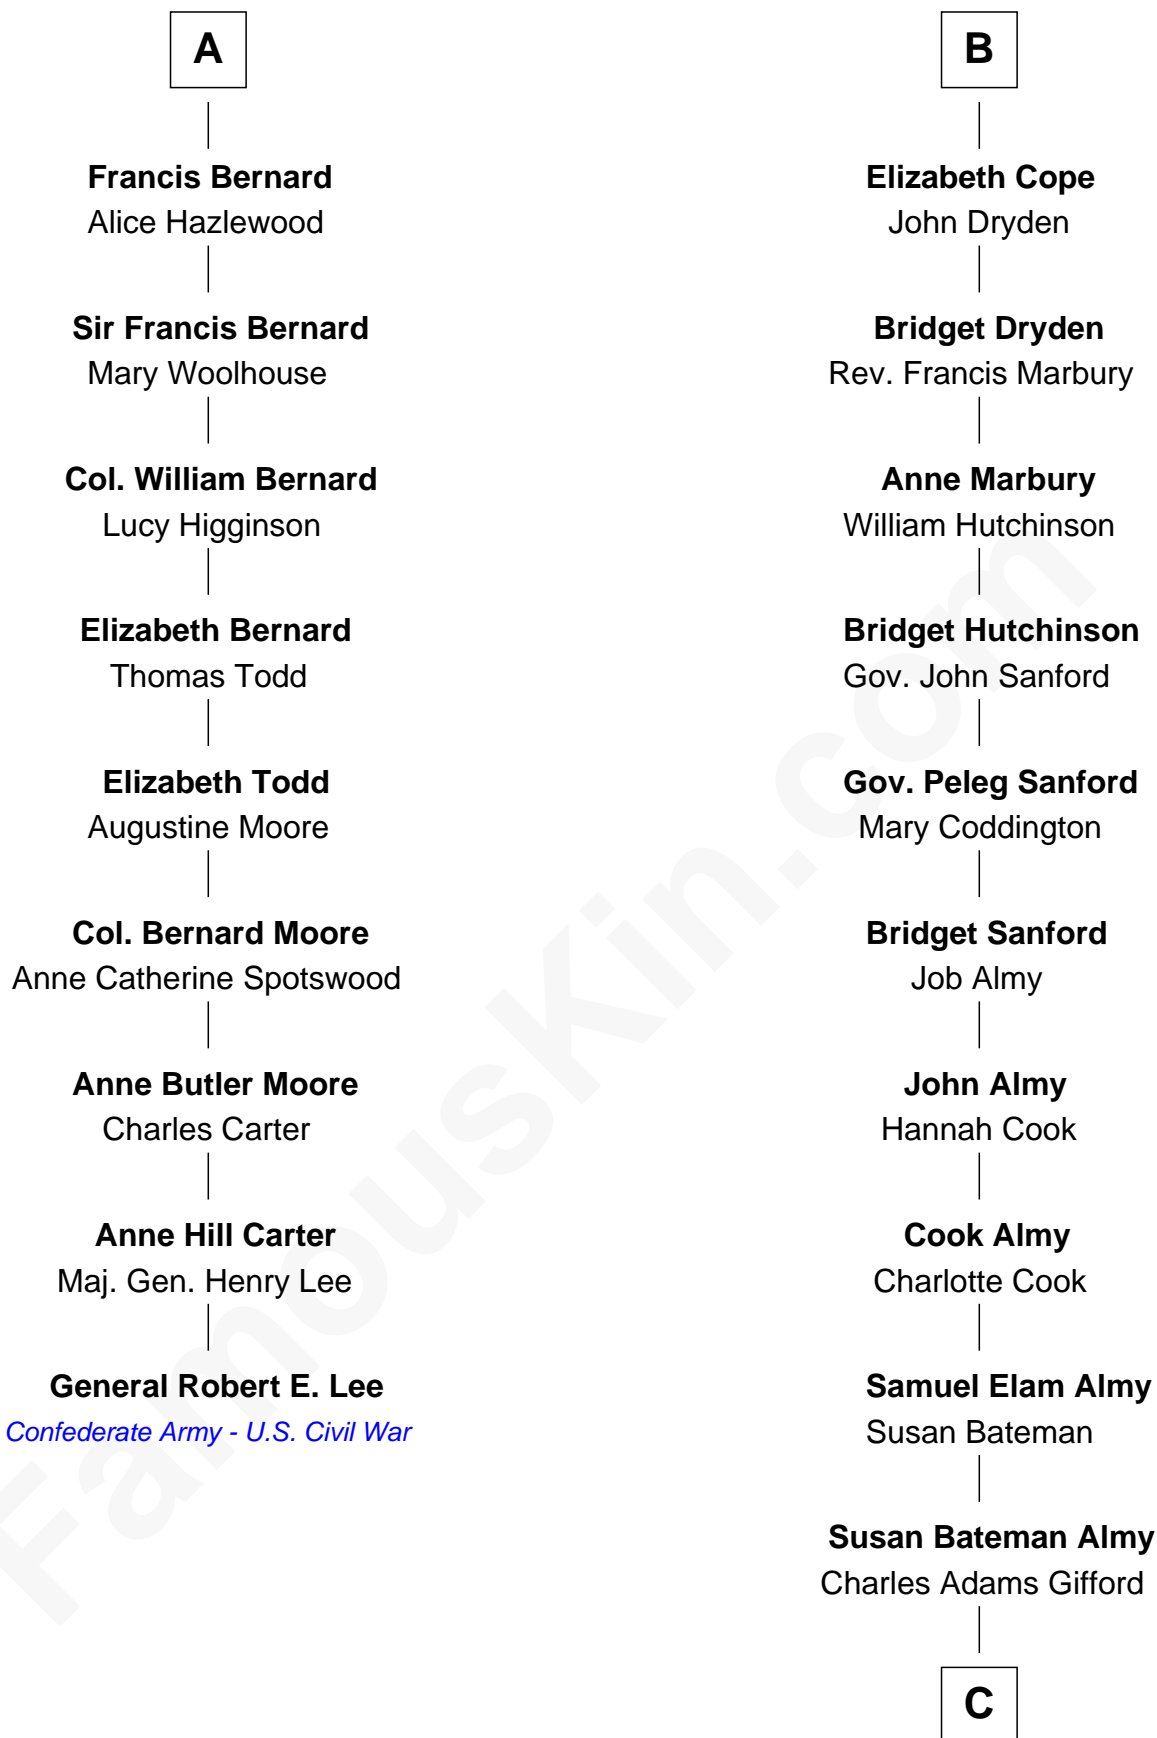 A
Francis Bernard
Alice Hazlewood
Sir Francis Bernard
Mary Woolhouse
Col. William Bernard
Lucy Higginson
Elizabeth Bernard
Thomas Todd
Elizabeth Todd
Augustine Moore
Col. Bernard Moore
Anne Catherine Spotswood
Anne Butler Moore
Charles Carter
Anne Hill Carter
Maj. Gen. Henry Lee
General Robert E. Lee
Confederate Army - U.S. Civil War
B
Elizabeth Cope
John Dryden
Bridget Dryden
Rev. Francis Marbury
Anne Marbury
William Hutchinson
Bridget Hutchinson
Gov. John Sanford
Gov. Peleg Sanford
Mary Coddington
Bridget Sanford
Job Almy
John Almy
Hannah Cook
Cook Almy
Charlotte Cook
Samuel Elam Almy
Susan Bateman
Susan Bateman Almy
Charles Adams Gifford
C
FamousKin.com